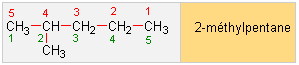 5 4 3 2 1
CH₃–CH–CH₂–CH₂–CH₃ 2-méthylpentane
1 2 3 4 5
CH₃